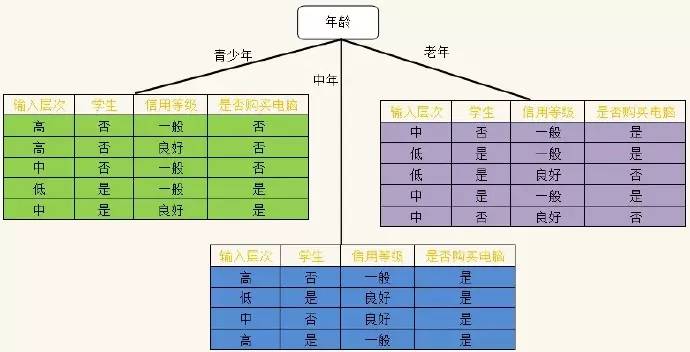 年龄
青少年
中年
老年
输入层次 学生 信用等级 是否购买电脑
高 否 一般 否
高 否 良好 否
中 否 一般 否
低 是 一般 是
中 是 良好 是
输入层次 学生 信用等级 是否购买电脑
中 否 一般 是
低 是 一般 是
低 是 良好 否
中 是 一般 是
中 否 良好 否
输入层次 学生 信用等级 是否购买电脑
高 否 一般 是
低 是 良好 是
中 否 良好 是
高 是 一般 是